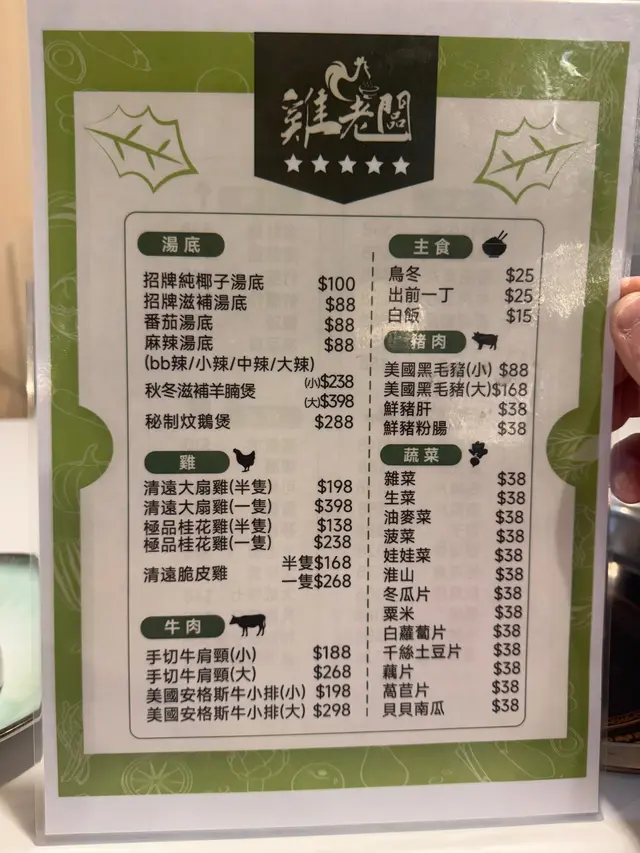 雞老闆
湯底
招牌純椰子湯底 $100
招牌滋補湯底 $88
番茄湯底 $88
麻辣湯底 $88
(bb辣/小辣/中辣/大辣)
秋冬滋補羊腩煲 (小)$238
(大)$398
秘制炆鵝煲 $288
雞
清遠大扇雞(半隻) $198
清遠大扇雞(一隻) $398
極品桂花雞(半隻) $138
極品桂花雞(一隻) $238
清遠脆皮雞 半隻$168
一隻$268
牛肉
手切牛肩頸(小) $188
手切牛肩頸(大) $268
美國安格斯牛小排(小) $198
美國安格斯牛小排(大) $298
主食
烏冬 $25
出前一丁 $25
白飯 $15
豬肉
美國黑毛豬(小) $88
美國黑毛豬(大)$168
鮮豬肝 $38
鮮豬粉腸 $38
蔬菜
雜菜 $38
生菜 $38
油麥菜 $38
菠菜 $38
娃娃菜 $38
淮山 $38
冬瓜片 $38
粟米 $38
白蘿蔔片 $38
千絲土豆片 $38
藕片 $38
萵苣片 $38
貝貝南瓜 $38